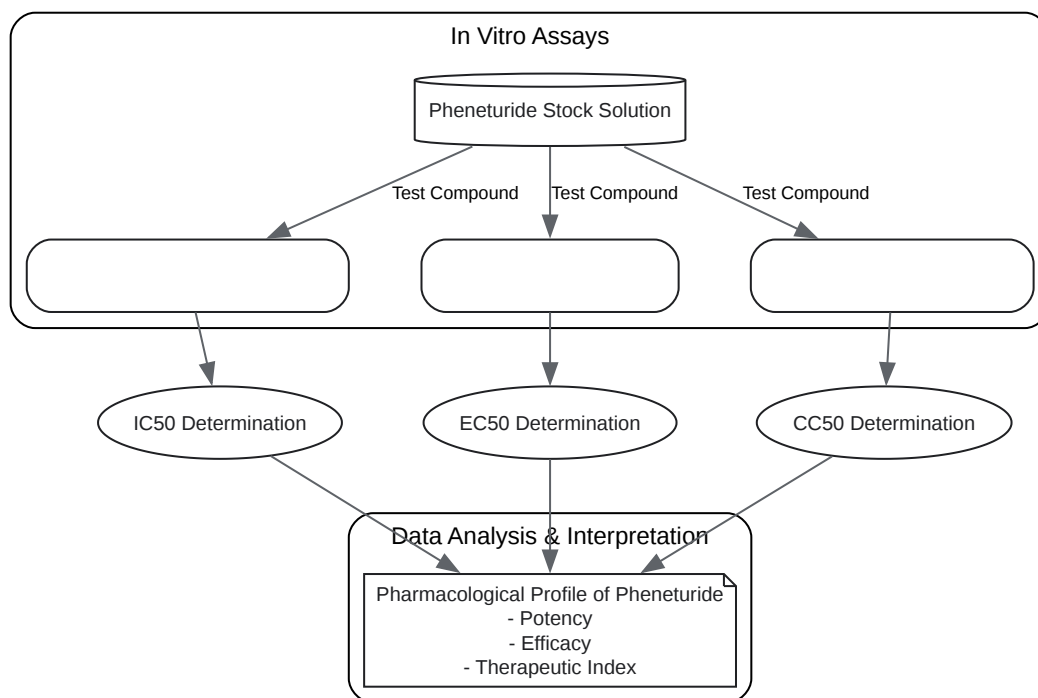 In Vitro Assays
Pheneturide Stock Solution
Test Compound
Test Compound
Test Compound
IC50 Determination
EC50 Determination
CC50 Determination
Data Analysis & Interpretation
Pharmacological Profile of Pheneturide
- Potency
- Efficacy
- Therapeutic Index